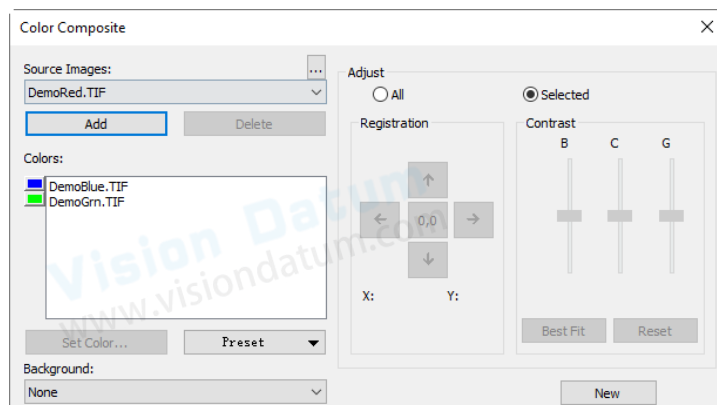 Color Composite
Source Images:
...
DemoRed.TIF
Add
Delete
Colors:
DemoBlue.TIF
DemoGrn.TIF
Set Color...
Preset
Background:
None
Adjust
All
Selected
Registration
0,0
X:
Y:
Contrast
B
C
G
Best Fit
Reset
New
Vision Datum
www.visiondatum.com